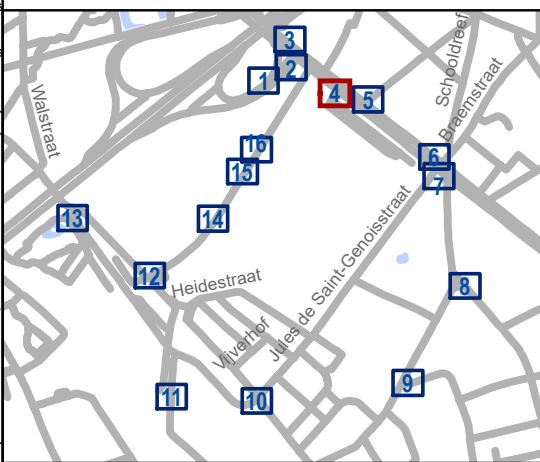 3
2
1
4
5
Schooldreef
Braemstraat
Walstraat
16
6
15
7
13
14
12
Heidestraat
Jules de Saint-Genoisstraat
8
Vijverhof
9
11
10